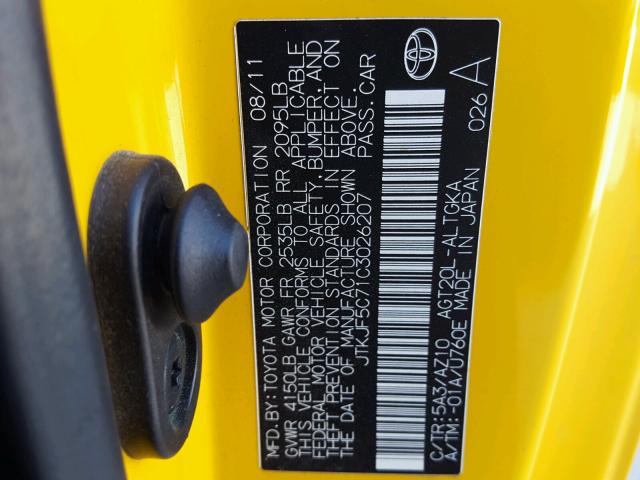 MFD. BY: TOYOTA MOTOR CORPORATION 08/11
GVWR 4150LB GAWR FR 2535LB RR 2095LB
THIS VEHICLE CONFORMS TO ALL APPLICABLE
FEDERAL MOTOR VEHICLE SAFETY, BUMPER, AND
THEFT PREVENTION STANDARDS IN EFFECT ON
THE DATE OF MANUFACTURE SHOWN ABOVE.
JTKJF5C71C3026207 PASS. CAR
C/TR: 5A3/AZ10 AGT20L-ALTGKA
A/TM: -01A/U760E MADE IN JAPAN
026 A